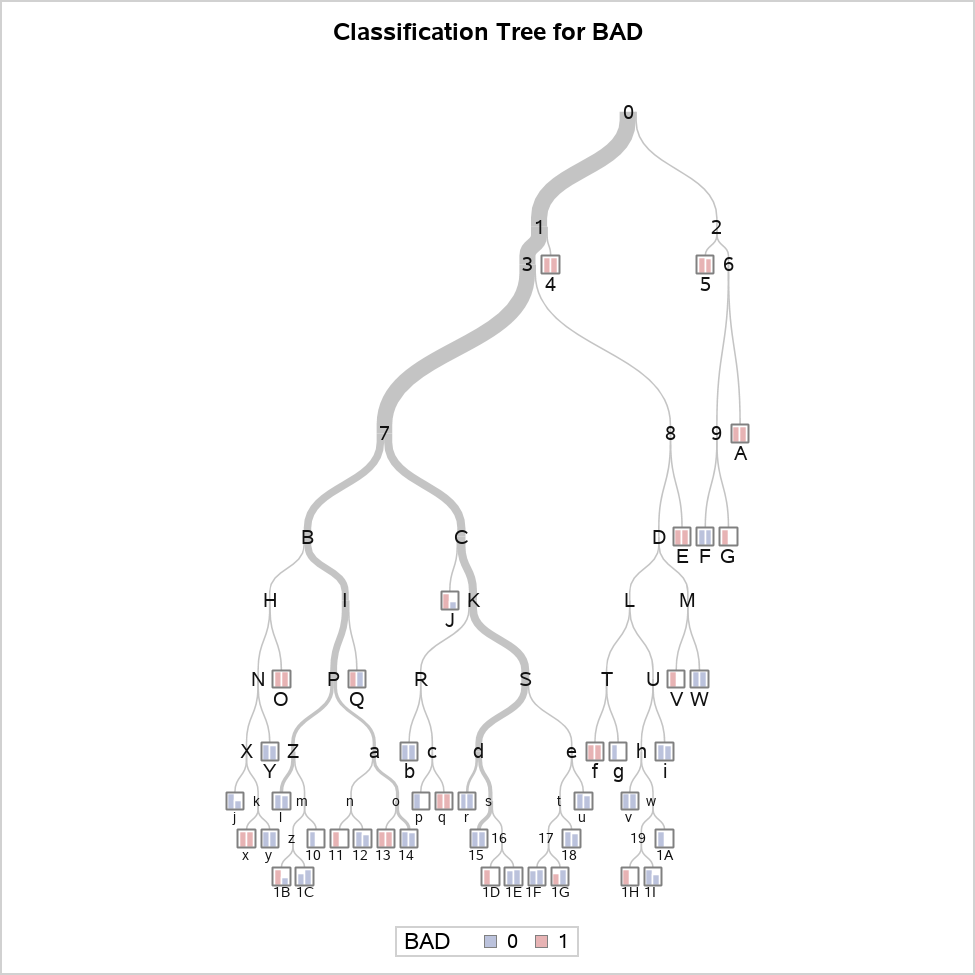 Classification Tree for BAD
0
1 2
3 4 5 6
7 8 9 A
B C D E F G
H I J K L M
N O P Q R S T U V W
X Y Z a b c d e f g h i
j k l m n o p q r s t u v w
x y z 10 11 12 13 14 15 16 17 18 19 1A
1B 1C 1D 1E 1F 1G 1H 1I
BAD 0 1